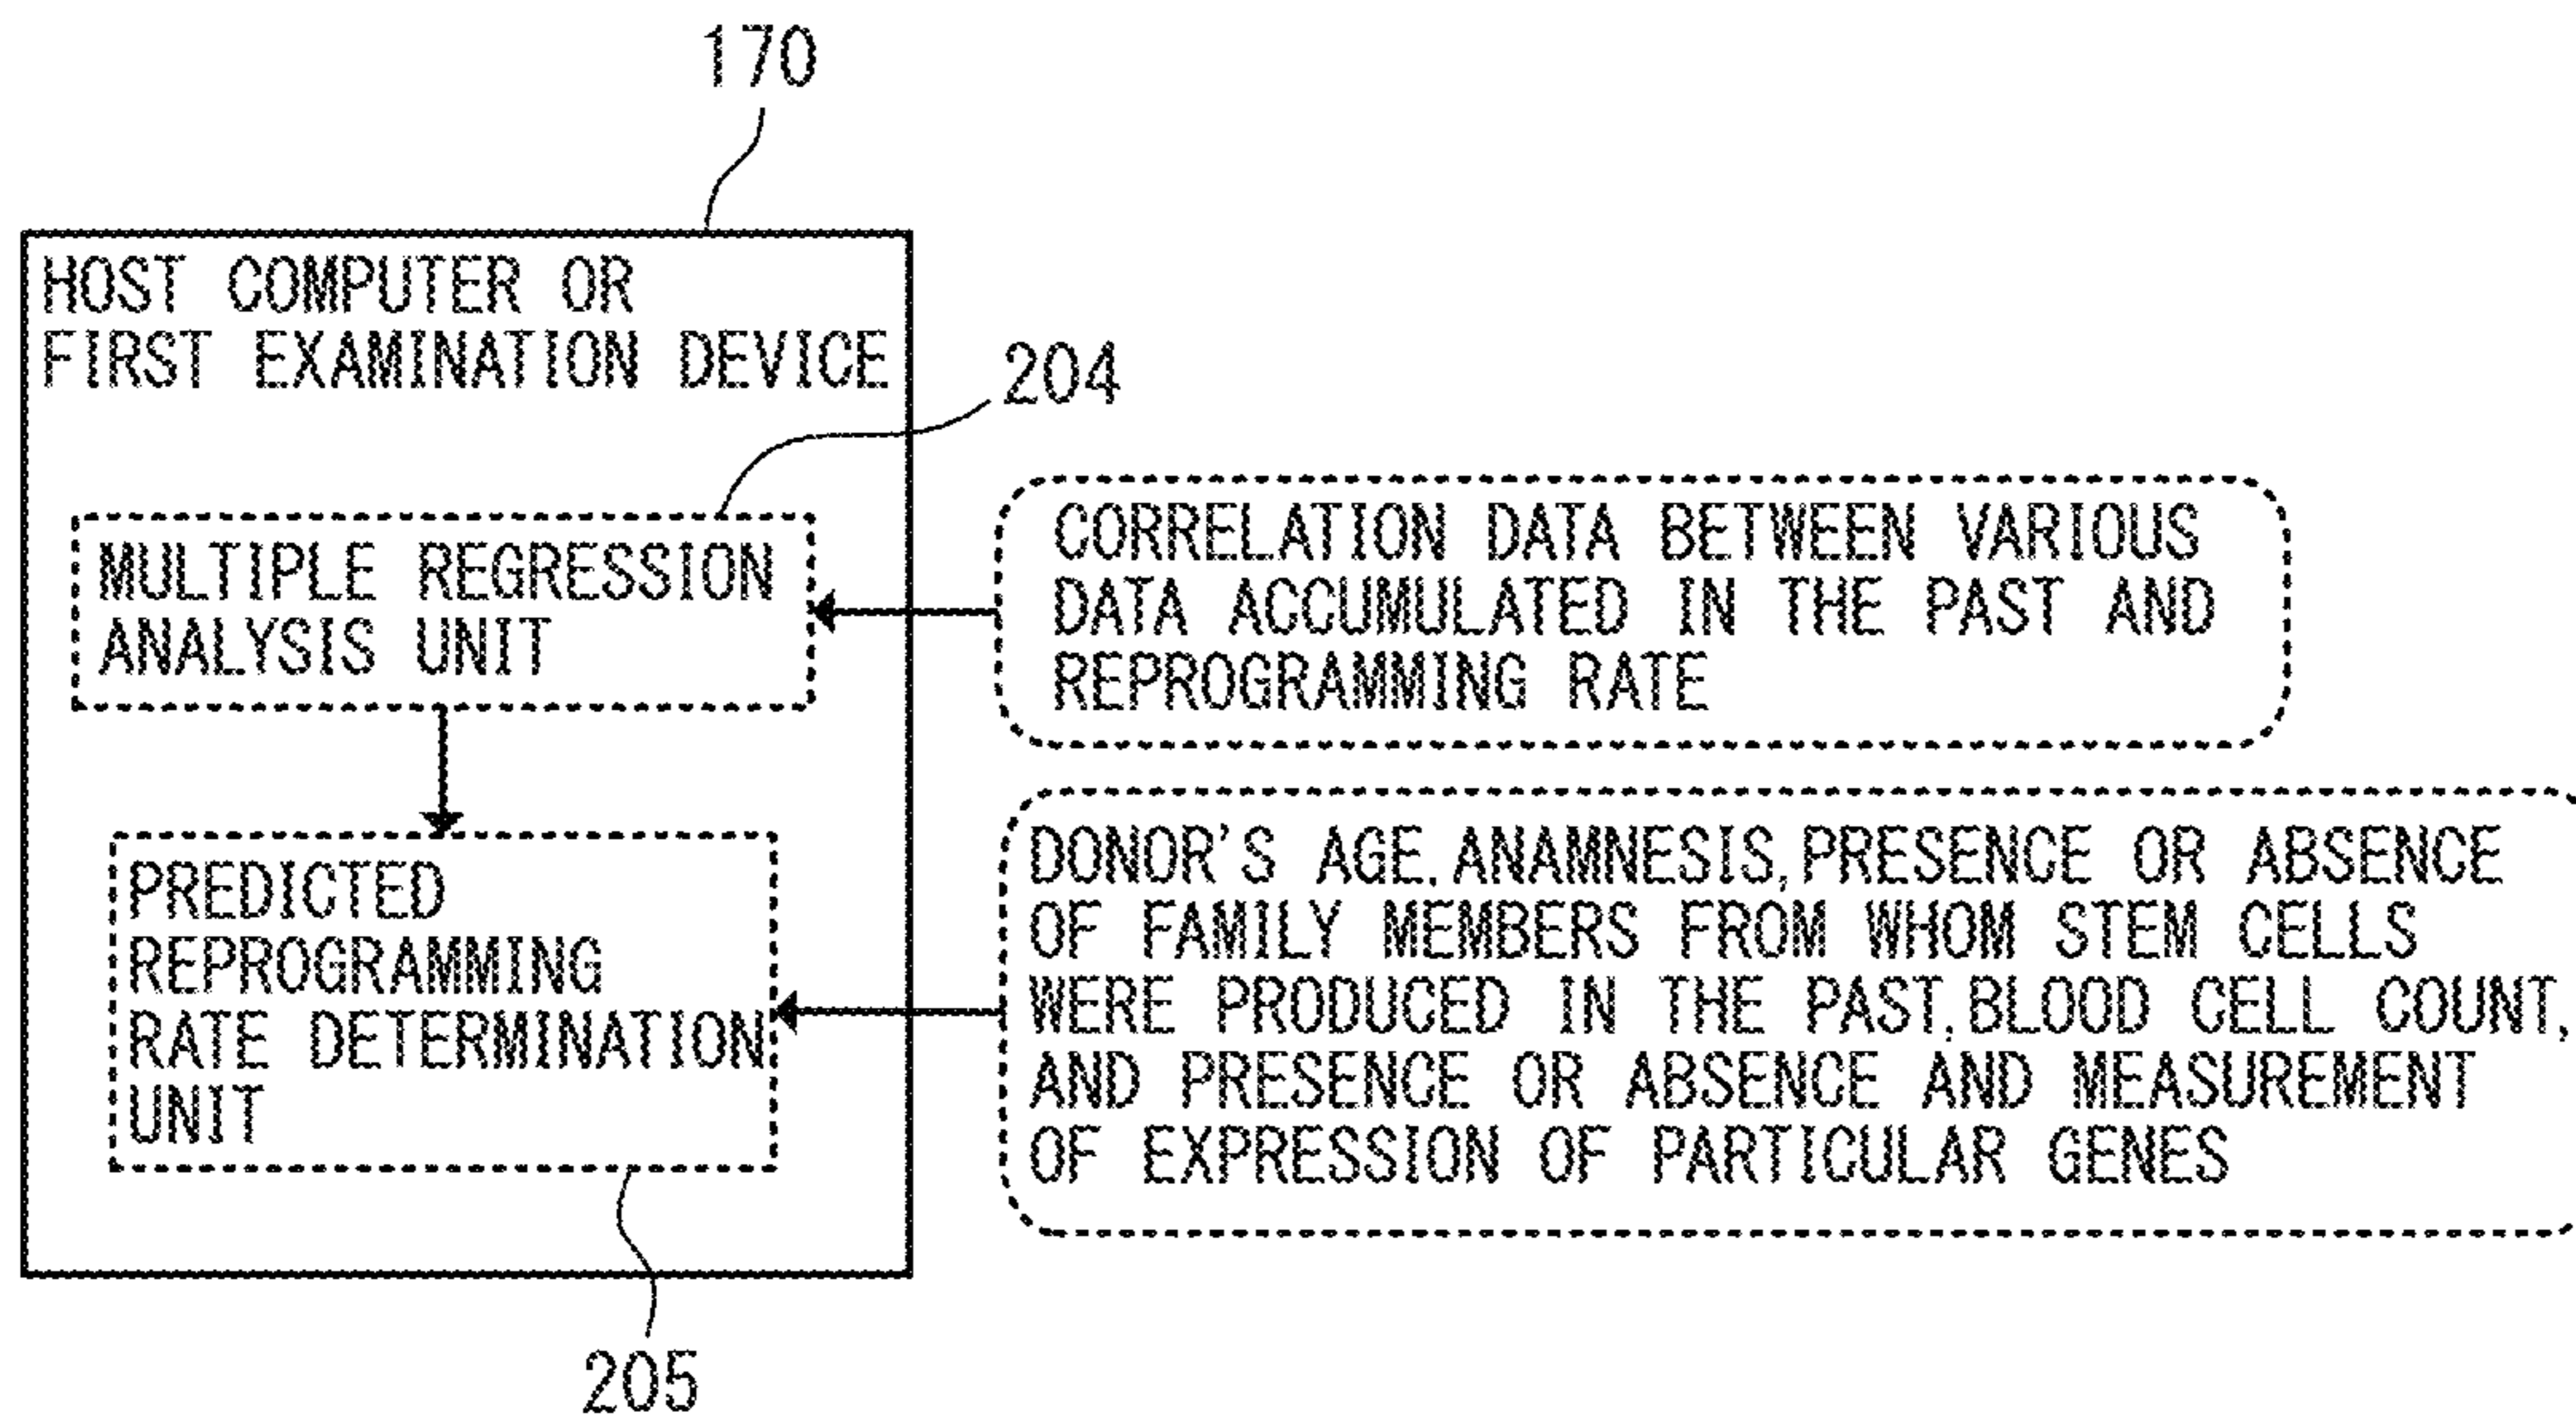 170
HOST COMPUTER OR
FIRST EXAMINATION DEVICE
204
MULTIPLE REGRESSION
ANALYSIS UNIT
CORRELATION DATA BETWEEN VARIOUS
DATA ACCUMULATED IN THE PAST AND
REPROGRAMMING RATE
PREDICTED
REPROGRAMMING
RATE DETERMINATION
UNIT
DONOR'S AGE, ANAMNESIS, PRESENCE OR ABSENCE
OF FAMILY MEMBERS FROM WHOM STEM CELLS
WERE PRODUCED IN THE PAST, BLOOD CELL COUNT,
AND PRESENCE OR ABSENCE AND MEASUREMENT
OF EXPRESSION OF PARTICULAR GENES
205